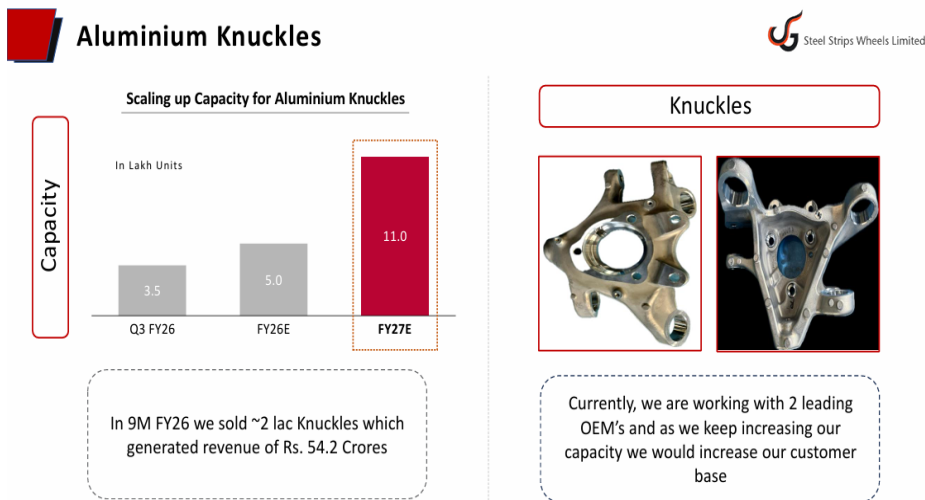 Aluminium Knuckles
Steel Strips Wheels Limited
Scaling up Capacity for Aluminium Knuckles
Capacity
In Lakh Units
3.5
5.0
11.0
Q3 FY26
FY26E
FY27E
In 9M FY26 we sold ~2 lac Knuckles which
generated revenue of Rs. 54.2 Crores
Knuckles
Currently, we are working with 2 leading
OEM's and as we keep increasing our
capacity we would increase our customer
base